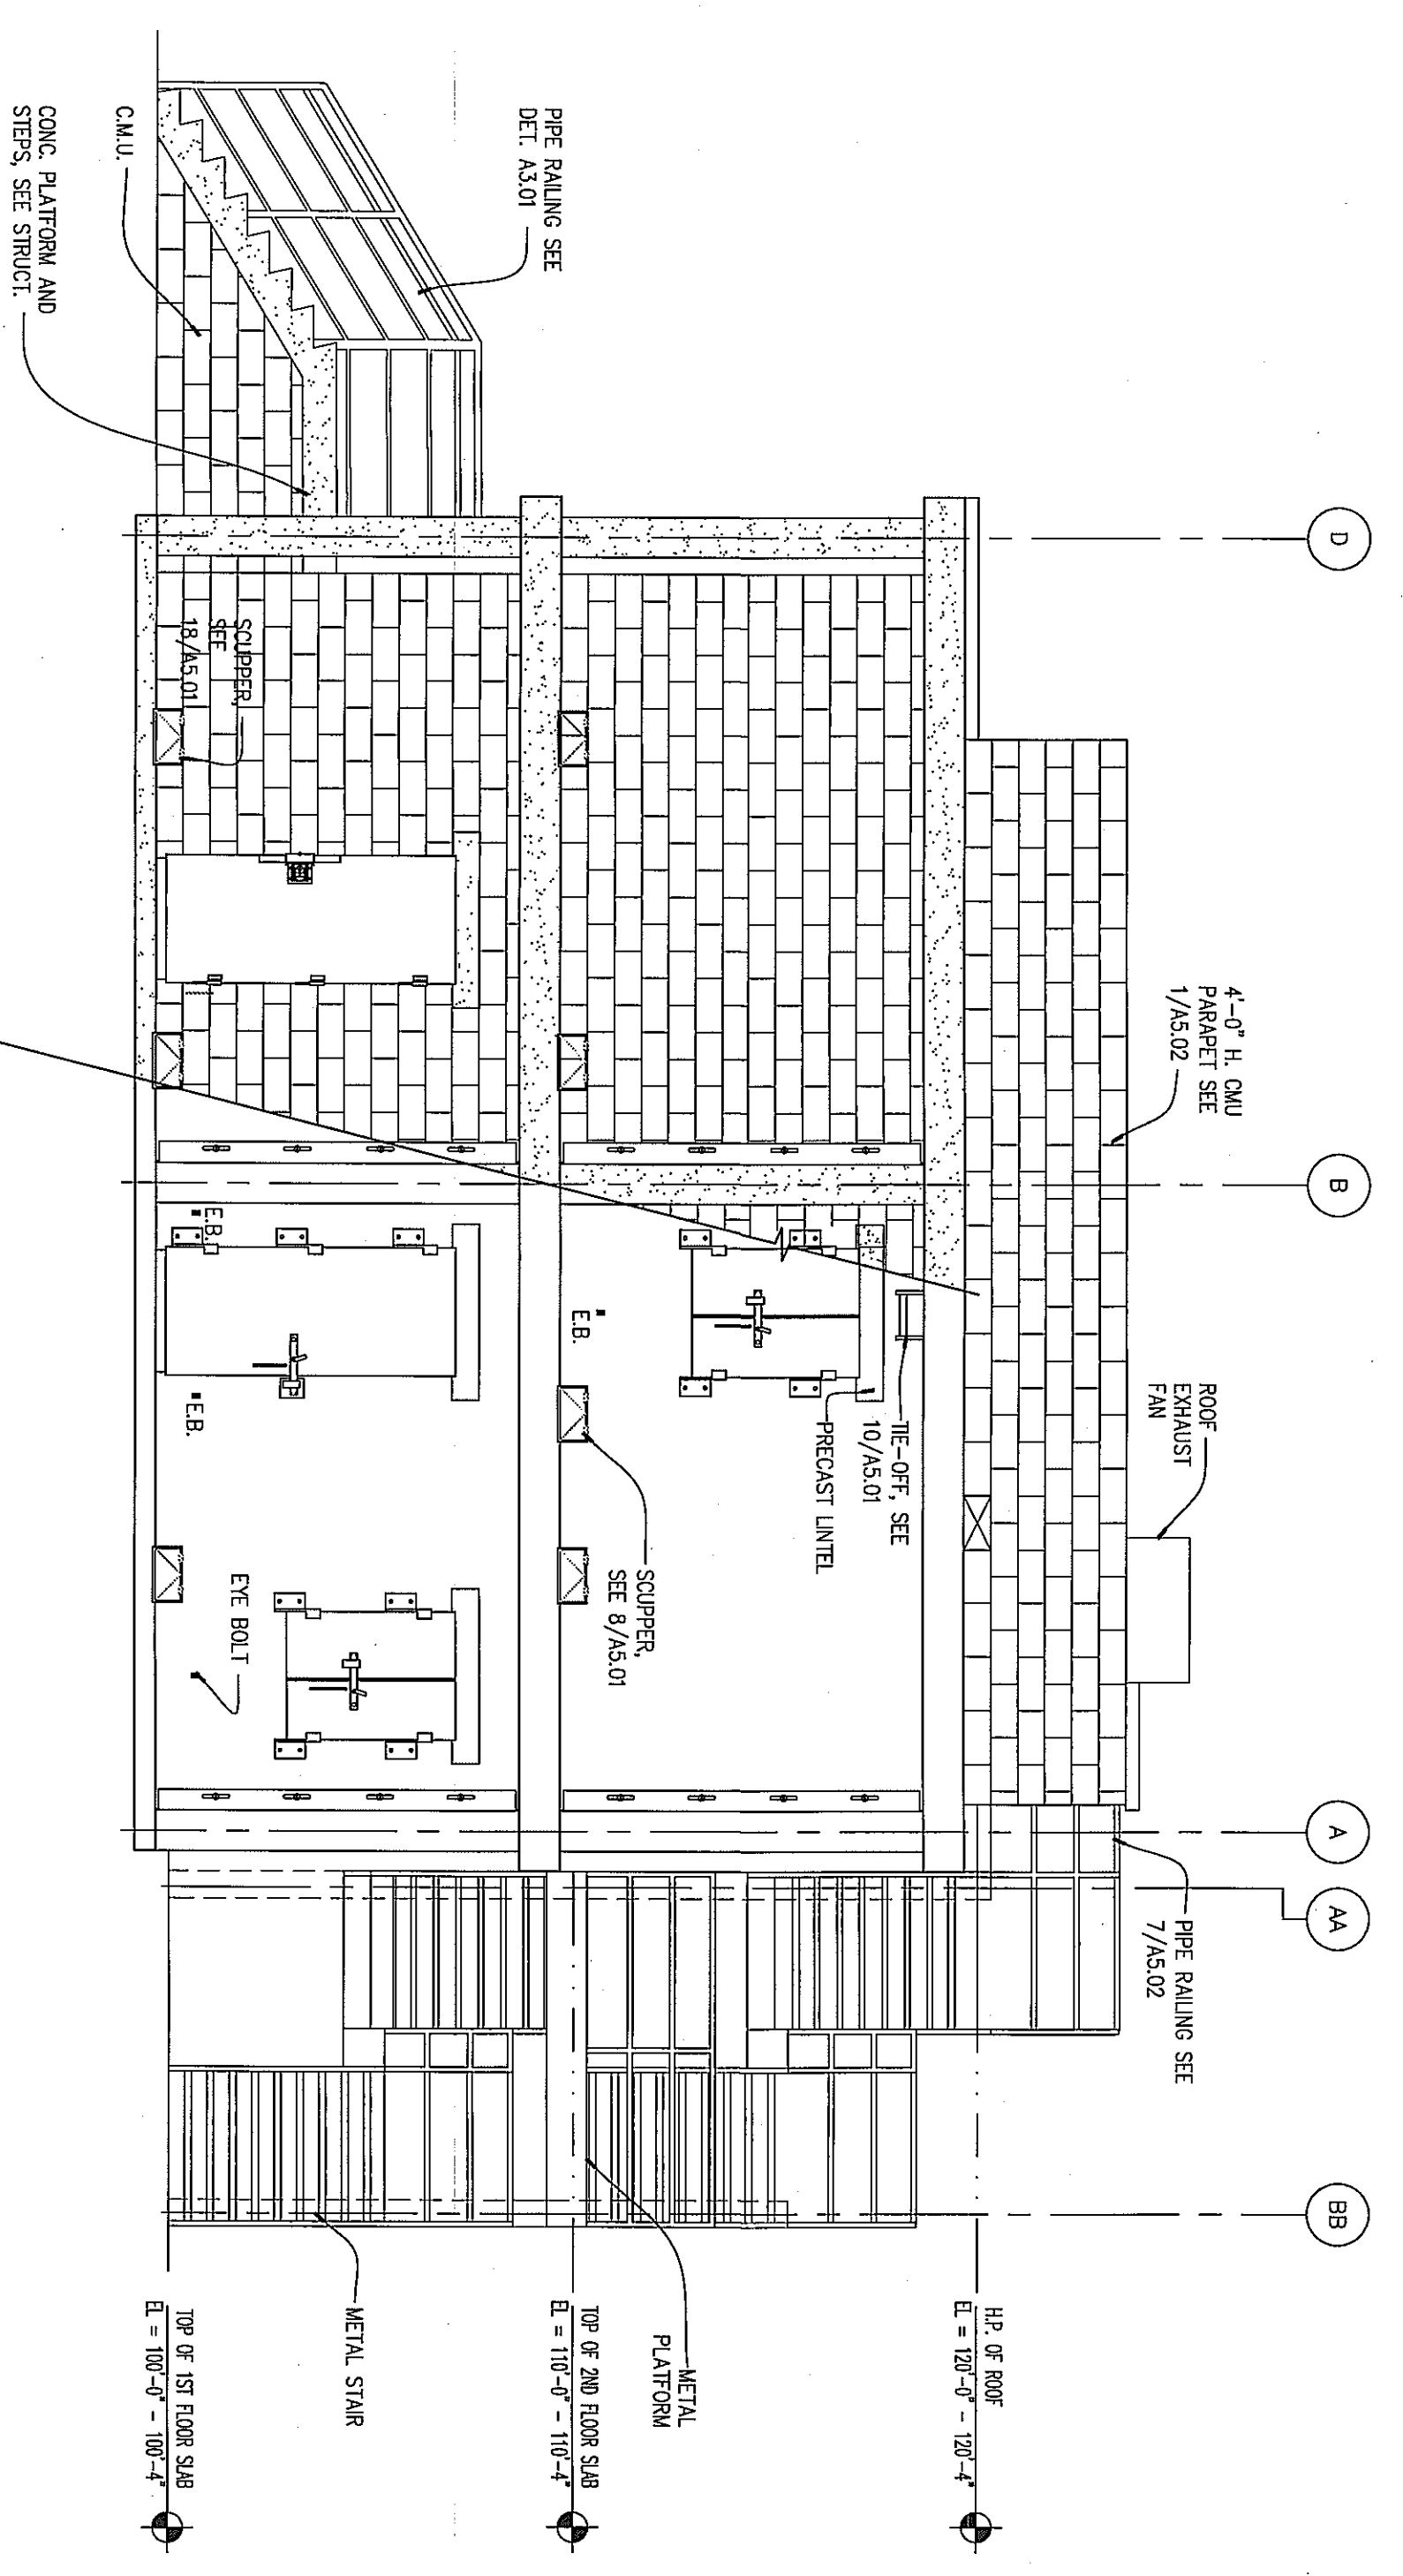 D
B
A
AA
BB
4'-0" H. CMU
PARAPET SEE
1/A5.02
ROOF
EXHAUST
FAN
PIPE RAILING SEE
7/A5.02
H.P. OF ROOF
EL = 120'-0" - 120'-4"
TIE-OFF, SEE
10/A5.01
PRECAST LINTEL
PIPE RAILING SEE
DET. A3.01
E.B.
SCUPPER,
SEE 8/A5.01
METAL
PLATFORM
TOP OF 2ND FLOOR SLAB
EL = 110'-0" - 110'-4"
SCUPPER,
SEE
18/A5.01
E.B.
E.B.
EYE BOLT
METAL STAIR
TOP OF 1ST FLOOR SLAB
EL = 100'-0" - 100'-4"
C.M.U.
CONC. PLATFORM AND
STEPS, SEE STRUCT.